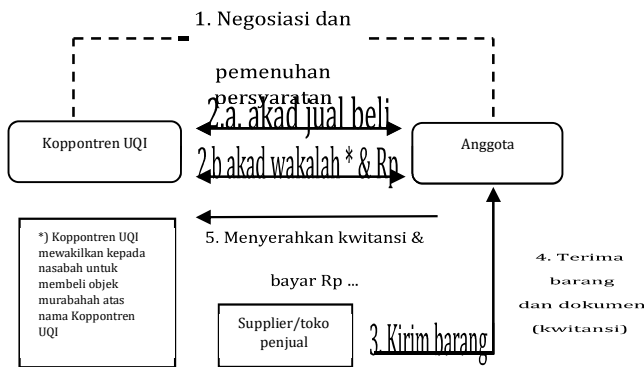 1. Negosiasi dan
pemenuhan
persyaratan
2.a. akad jual beli
Koppontren UQI
Anggota
2 b akad wakalah * & Rp
*) Koppontren UQI
mewakilkan kepada
nasabah untuk
membeli objek
murabahah atas
nama Koppontren
UQI
5. Menyerahkan kwitansi &
bayar Rp ...
4. Terima
barang
dan dokumen
(kwitansi)
Supplier/toko
penjual
3. Kirim barang